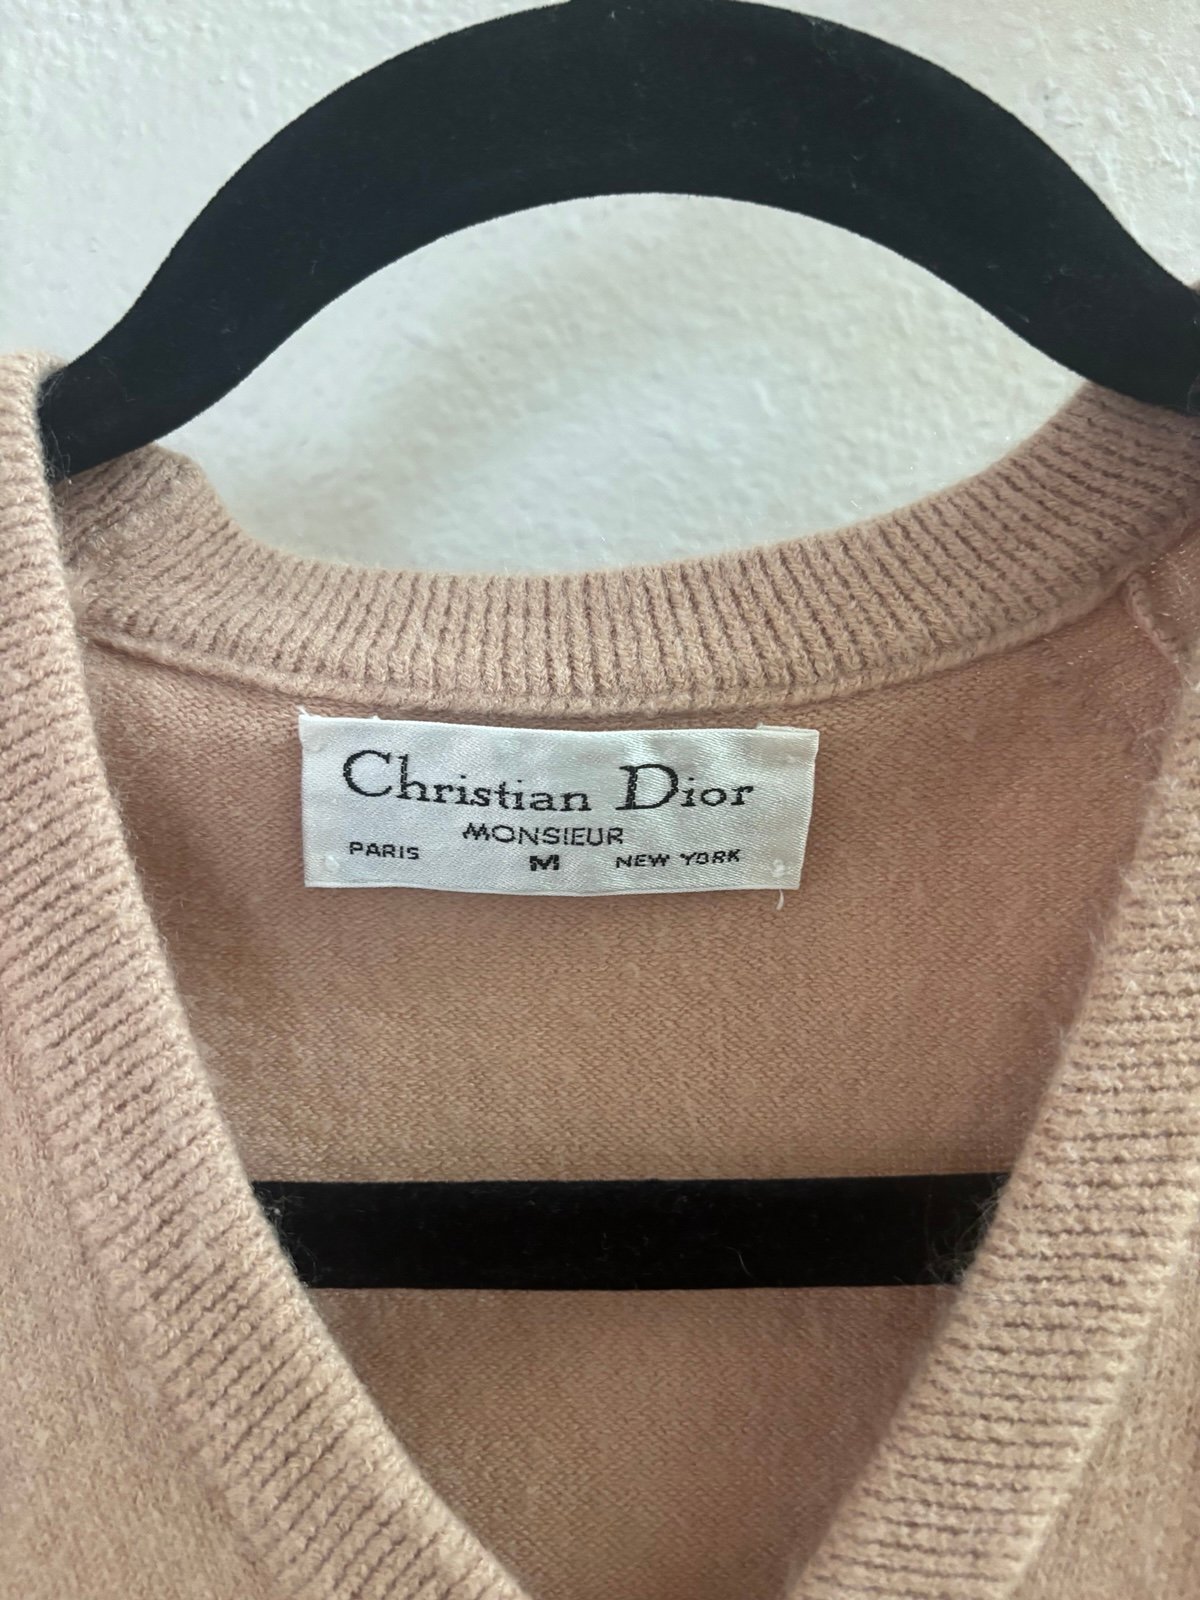 Christian Dior
MONSIEUR
PARIS M NEW YORK